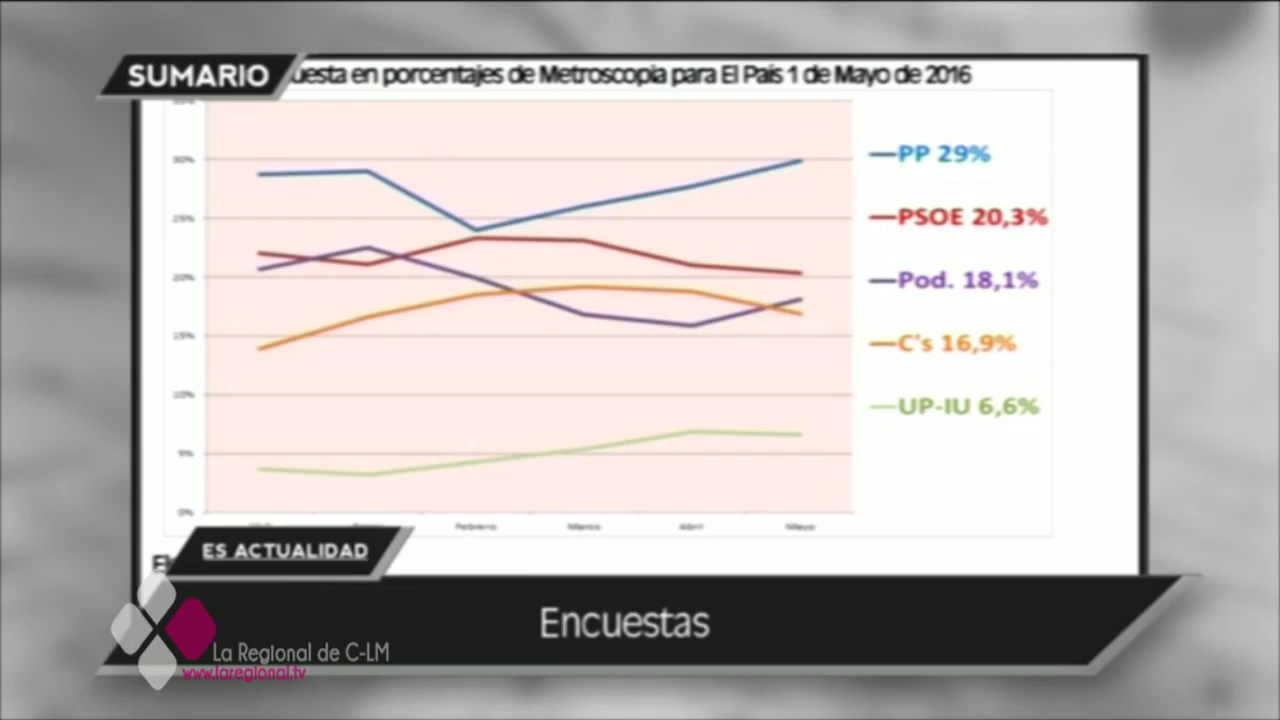 SUMARIO
uesta en porcentajes de Metroscopia para El País 1 de Mayo de 2016
35%
30%
25%
20%
15%
10%
5%
0%
Febrero
Marzo
Abril
Mayo
PP 29%
PSOE 20,3%
Pod. 18,1%
C's 16,9%
UP-IU 6,6%
ES ACTUALIDAD
Encuestas
La Regional de C-LM
www.laregional.tv